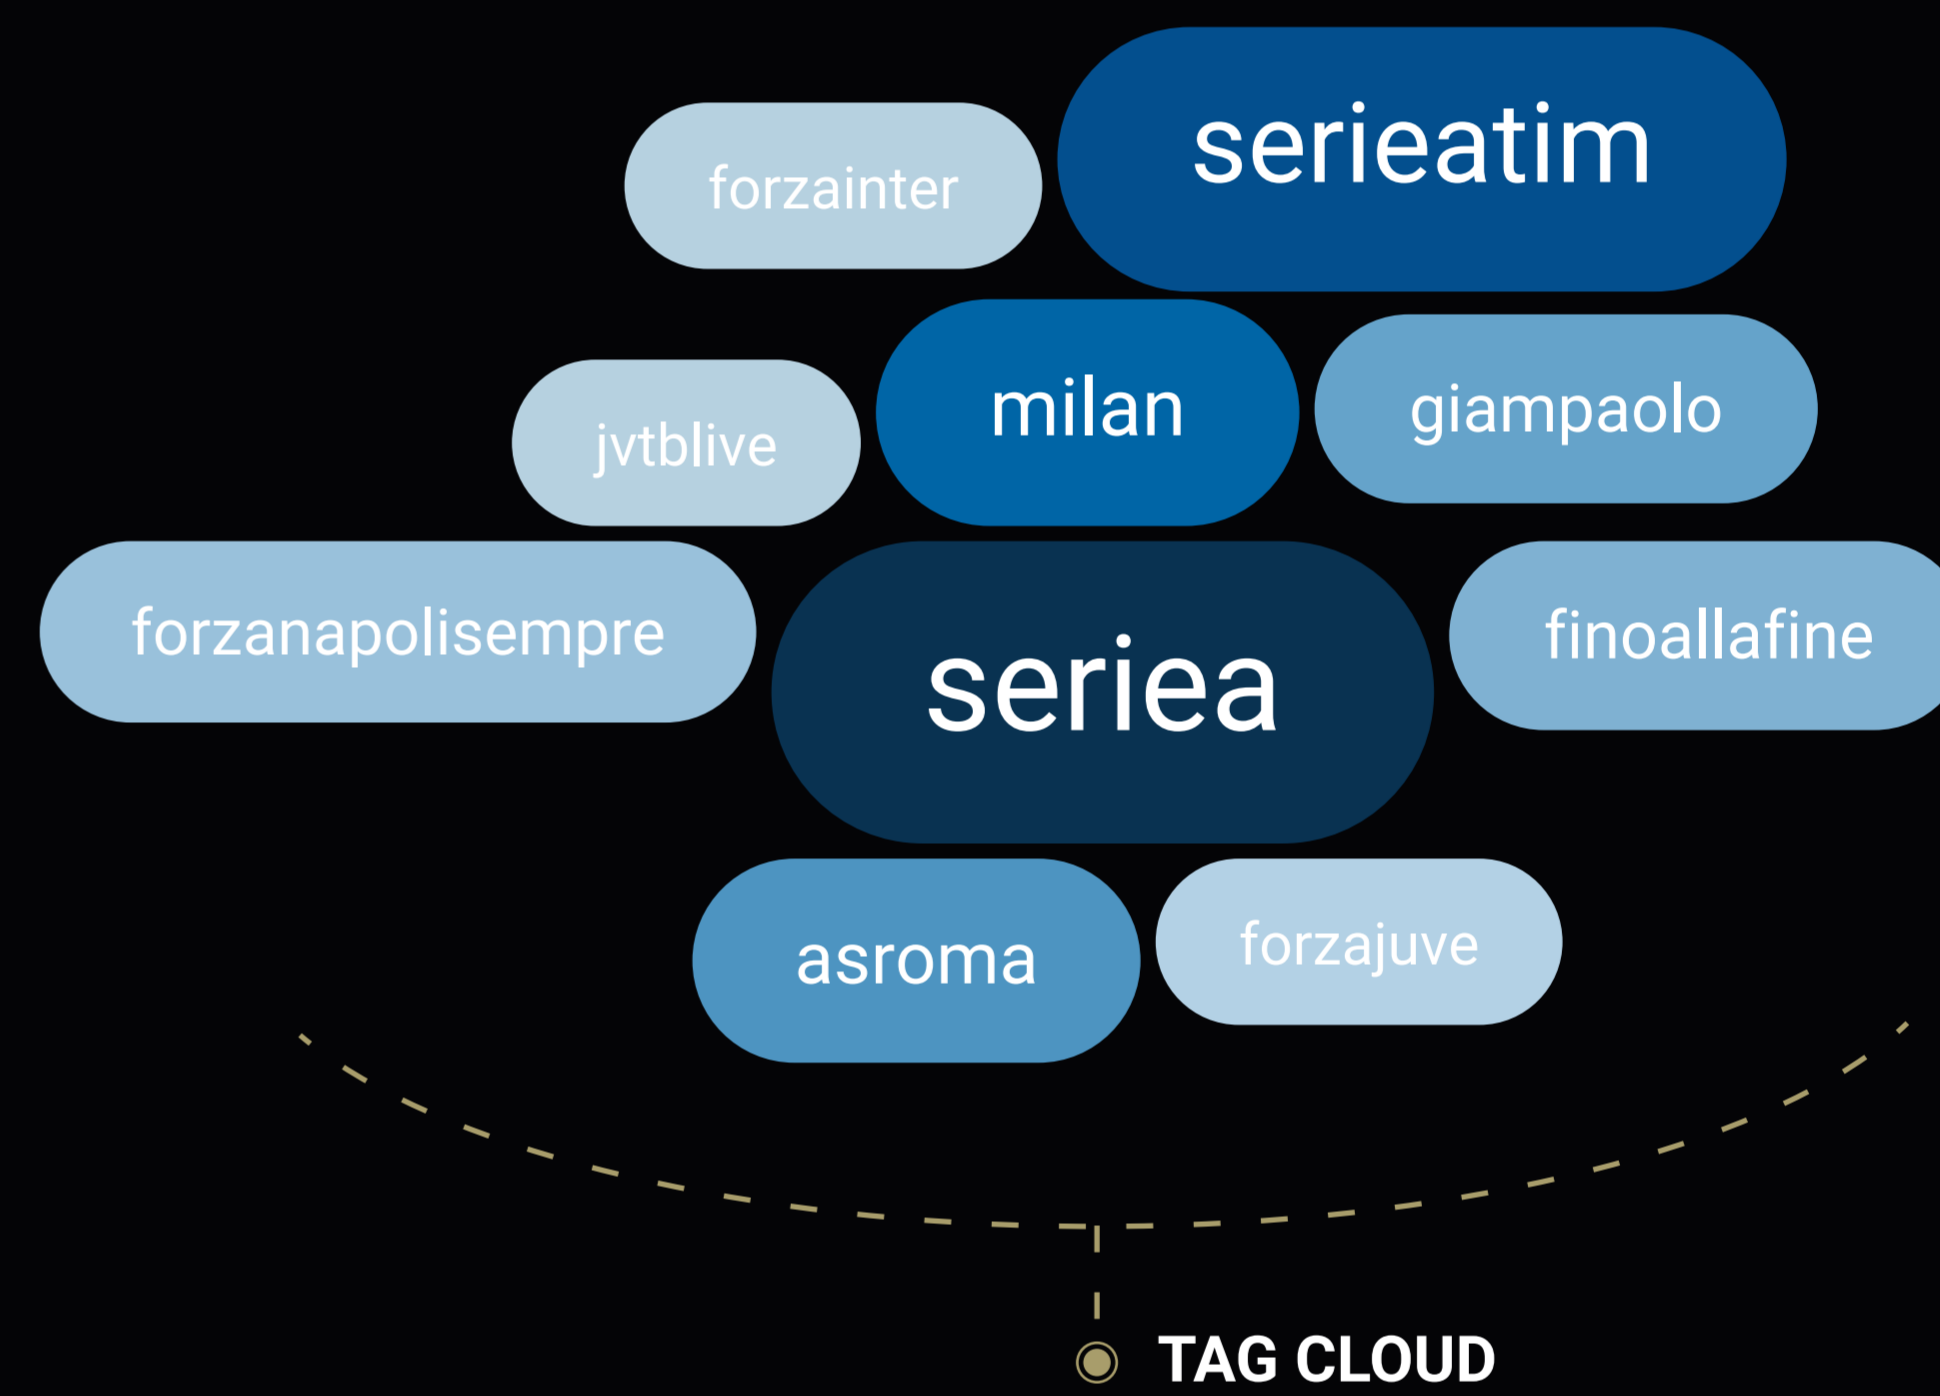 serieatim
forzainter
milan
giampaolo
jvtblive
forzanapolisempre
seriea
finoallafine
asroma
forzajuve
TAG CLOUD